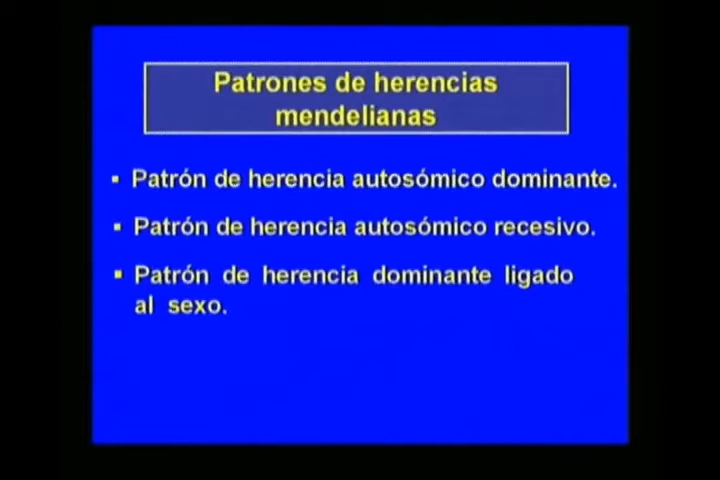 Patrones de herencias
mendelianas
▪ Patrón de herencia autosómico dominante.
▪ Patrón de herencia autosómico recesivo.
▪ Patrón de herencia dominante ligado
al sexo.